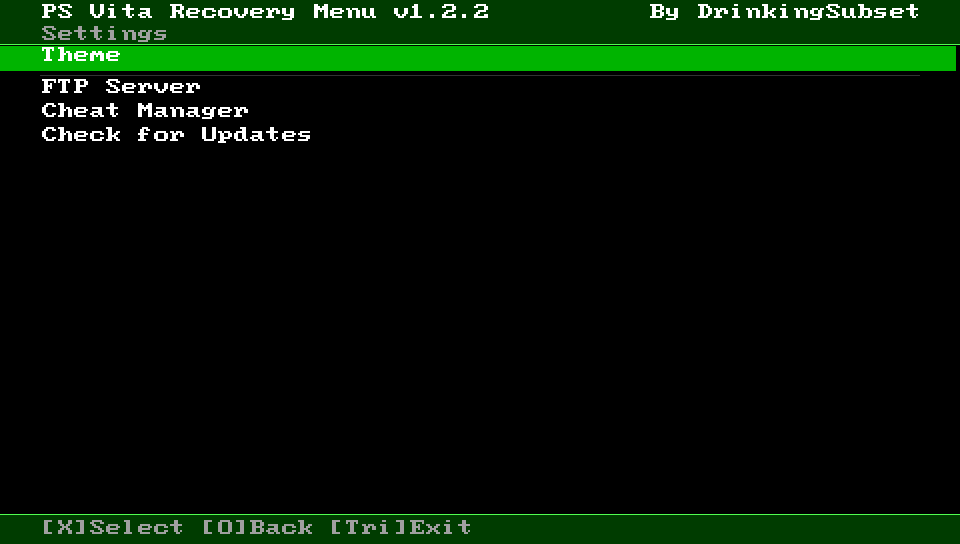 PS Vita Recovery Menu v1.2.2 By DrinkingSubset
Settings
Theme
FTP Server
Cheat Manager
Check for Updates
[X]Select [O]Back [Tri]Exit